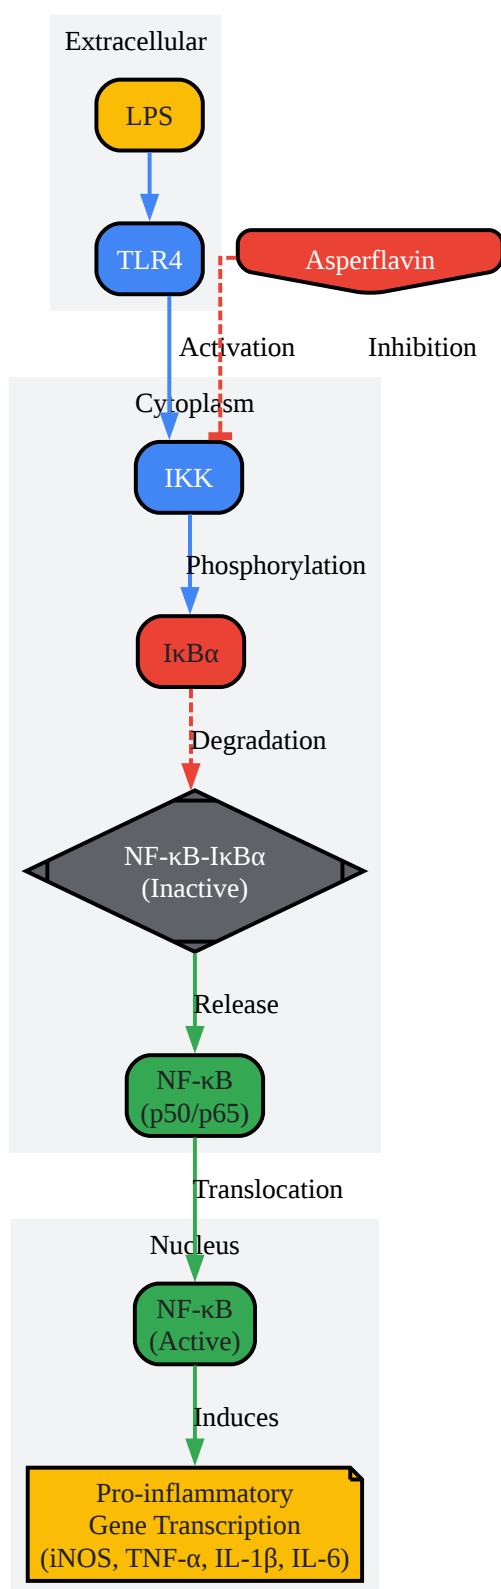 Extracellular
LPS
TLR4
Asperflavin
Activation
Inhibition
Cytoplasm
IKK
Phosphorylation
IκBα
Degradation
NF-κB-IκBα
(Inactive)
Release
NF-κB
(p50/p65)
Translocation
Nucleus
NF-κB
(Active)
Induces
Pro-inflammatory
Gene Transcription
(iNOS, TNF-α, IL-1β, IL-6)